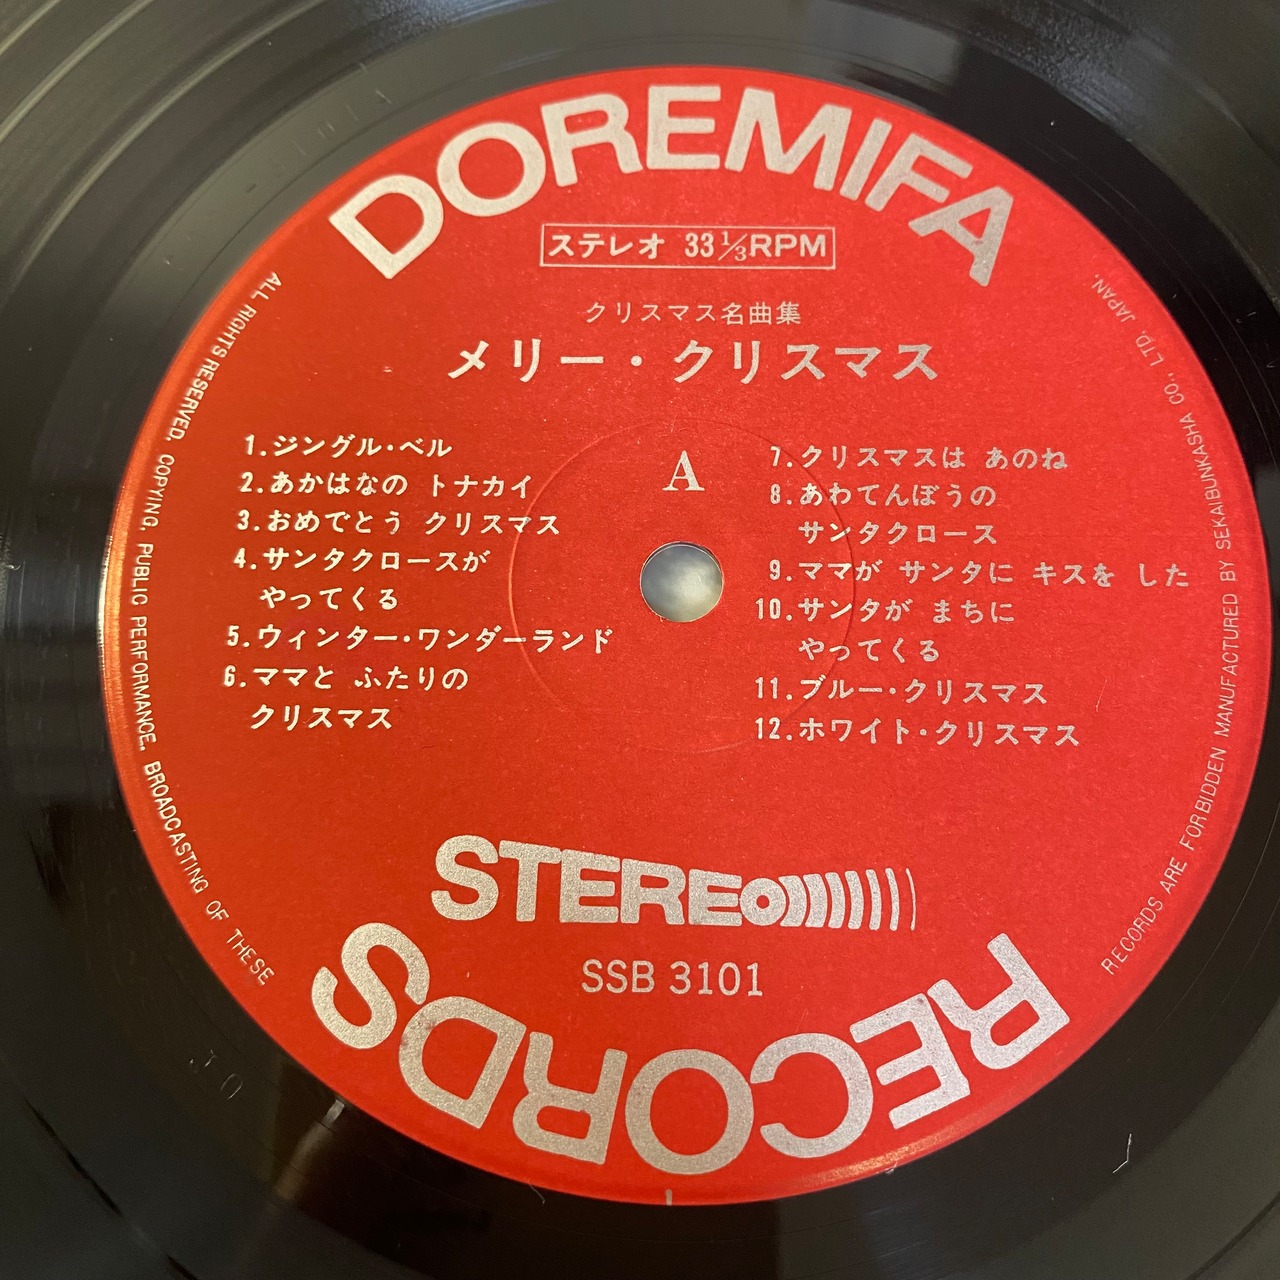 DOREMIFA
ステレオ 33 1/3 RPM
クリスマス名曲集
メリー・クリスマス
A
1.ジングル・ベル
2.あかはなの トナカイ
3.おめでとう クリスマス
4.サンタクロースが
やってくる
5.ウィンター・ワンダーランド
6.ママと ふたりの
クリスマス
7.クリスマスは あのね
8.あわてんぼうの
サンタクロース
9.ママが サンタに キスを した
10.サンタが まちに
やってくる
11.ブルー・クリスマス
12.ホワイト・クリスマス
STEREO
SSB 3101
RECORDS
ALL RIGHTS RESERVED. COPYING, PUBLIC PERFORMANCE, BROADCASTING OF THESE
RECORDS ARE FORBIDDEN MANUFACTURED BY SEKAIBUNKASHA CO., LTD. JAPAN.